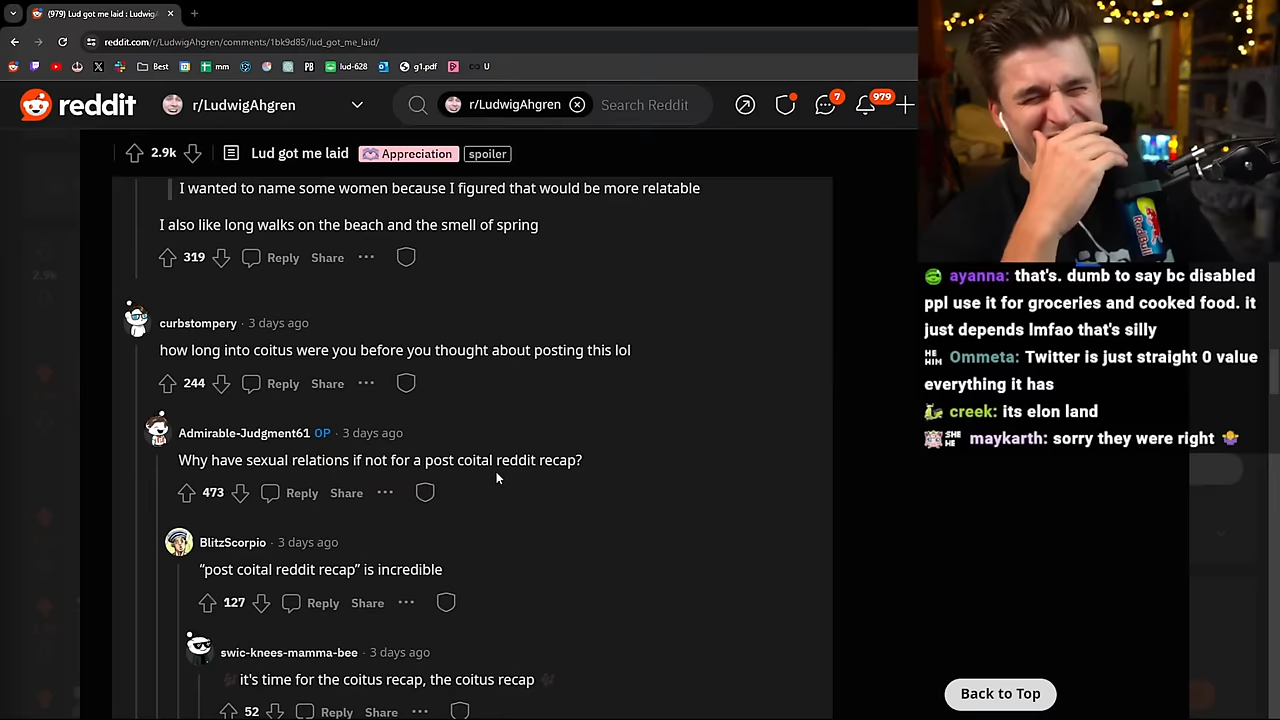 (979) Lud got me laid : Ludwig
reddit.com/r/LudwigAhgren/comments/1bk9d85/lud_got_me_laid/
Best
mm
lud-628
g1.pdf
U
reddit
r/LudwigAhgren
r/LudwigAhgren
Search Reddit
7
979
2.9k
Lud got me laid
Appreciation
spoiler
I wanted to name some women because I figured that would be more relatable
I also like long walks on the beach and the smell of spring
319 Reply Share
curbstompery · 3 days ago
how long into coitus were you before you thought about posting this lol
244 Reply Share
Admirable-Judgment61 OP · 3 days ago
Why have sexual relations if not for a post coital reddit recap?
473 Reply Share
BlitzScorpio · 3 days ago
“post coital reddit recap” is incredible
127 Reply Share
swic-knees-mamma-bee · 3 days ago
it's time for the coitus recap, the coitus recap
52 Reply Share
Red Bull
ayanna: that's. dumb to say bc disabled
ppl use it for groceries and cooked food. it
just depends lmfao that's silly
HE HIM Ommeta: Twitter is just straight 0 value
everything it has
creek: its elon land
SHE HE maykarth: sorry they were right
Back to Top